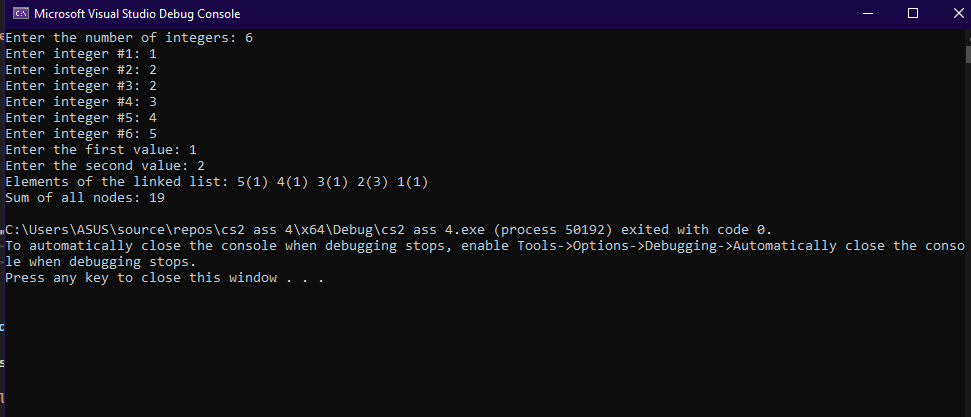 Microsoft Visual Studio Debug Console
Enter the number of integers: 6
Enter integer #1: 1
Enter integer #2: 2
Enter integer #3: 2
Enter integer #4: 3
Enter integer #5: 4
Enter integer #6: 5
Enter the first value: 1
Enter the second value: 2
Elements of the linked list: 5(1) 4(1) 3(1) 2(3) 1(1)
Sum of all nodes: 19
C:\Users\ASUS\source\repos\cs2 ass 4\x64\Debug\cs2 ass 4.exe (process 50192) exited with code 0.
To automatically close the console when debugging stops, enable Tools->Options->Debugging->Automatically close the conso
le when debugging stops.
Press any key to close this window . . .